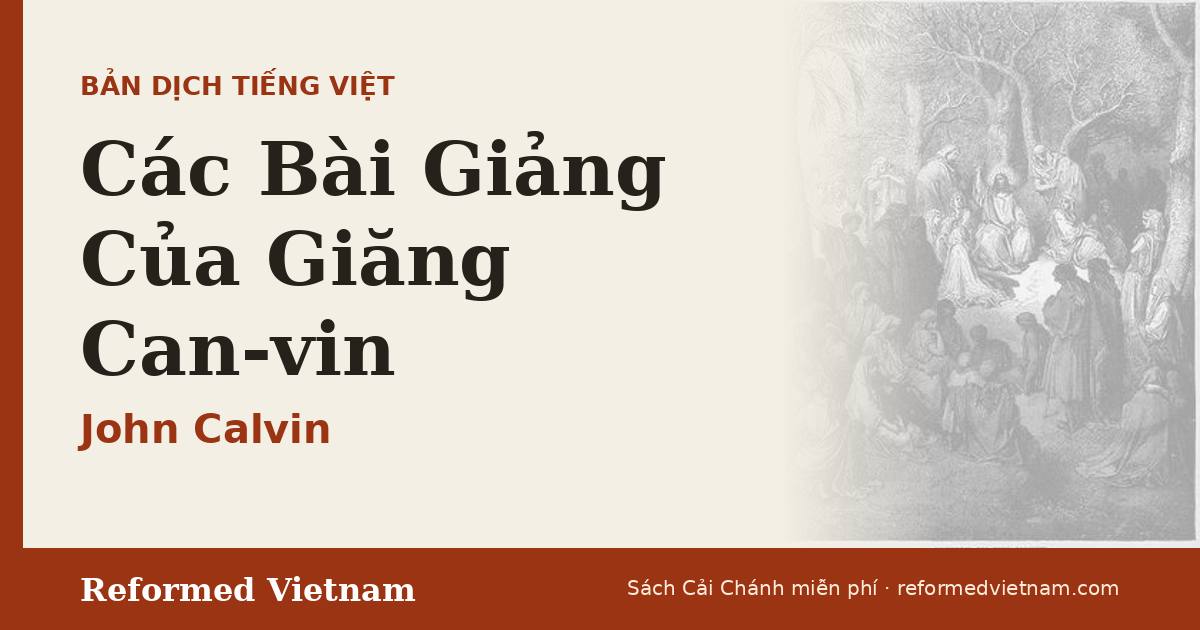 BẢN DỊCH TIẾNG VIỆT
Các Bài Giảng
Của Giăng
Can-vin
John Calvin
Reformed Vietnam
Sách Cải Chánh miễn phí · reformedvietnam.com